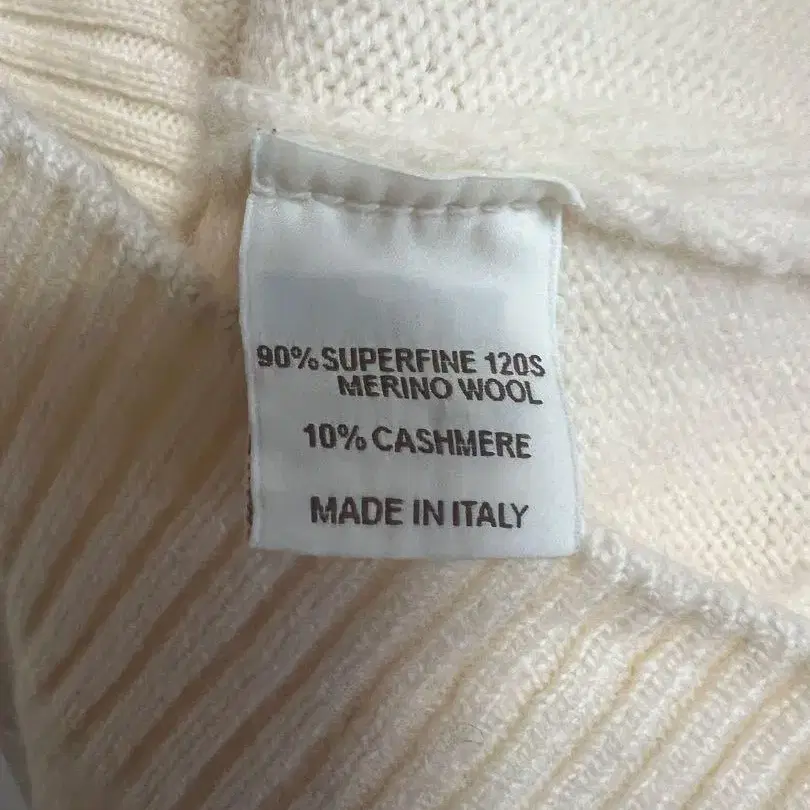 90% SUPERFINE 120S
MERINO WOOL
10% CASHMERE
MADE IN ITALY